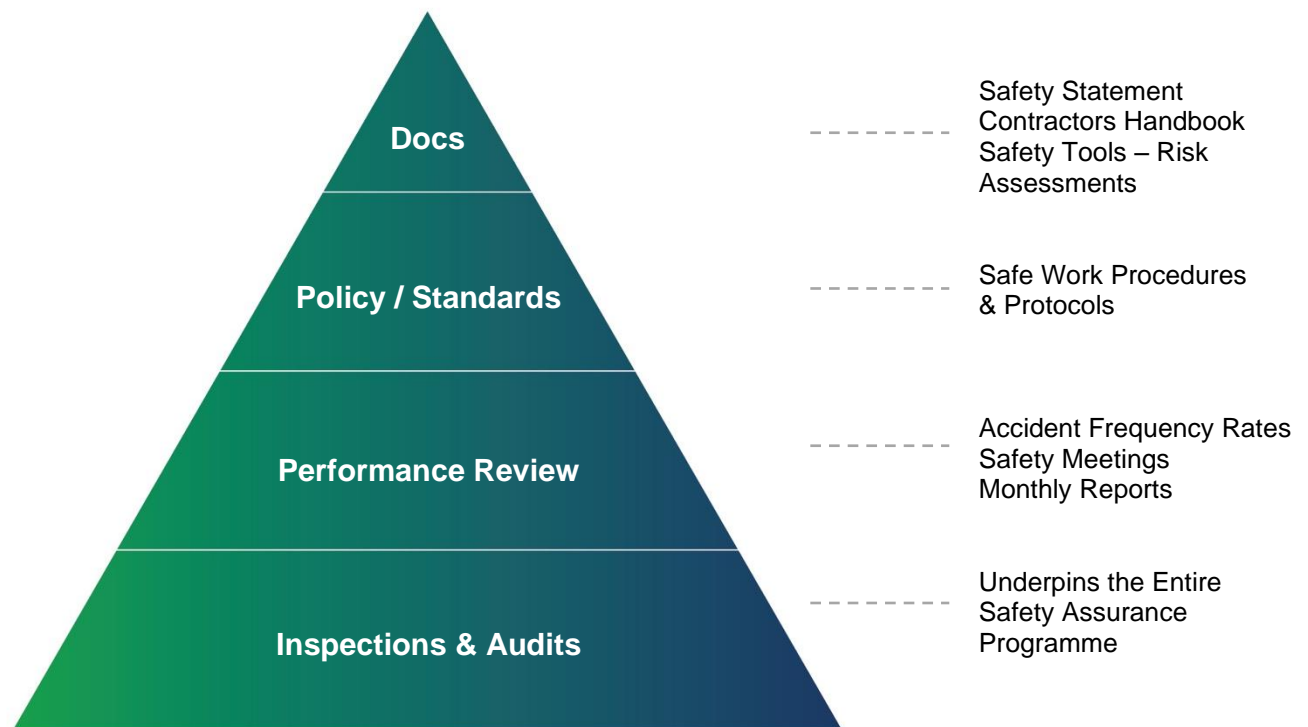 Docs
Safety Statement
Contractors Handbook
Safety Tools – Risk
Assessments
Policy / Standards
Safe Work Procedures
& Protocols
Performance Review
Accident Frequency Rates
Safety Meetings
Monthly Reports
Inspections & Audits
Underpins the Entire
Safety Assurance
Programme